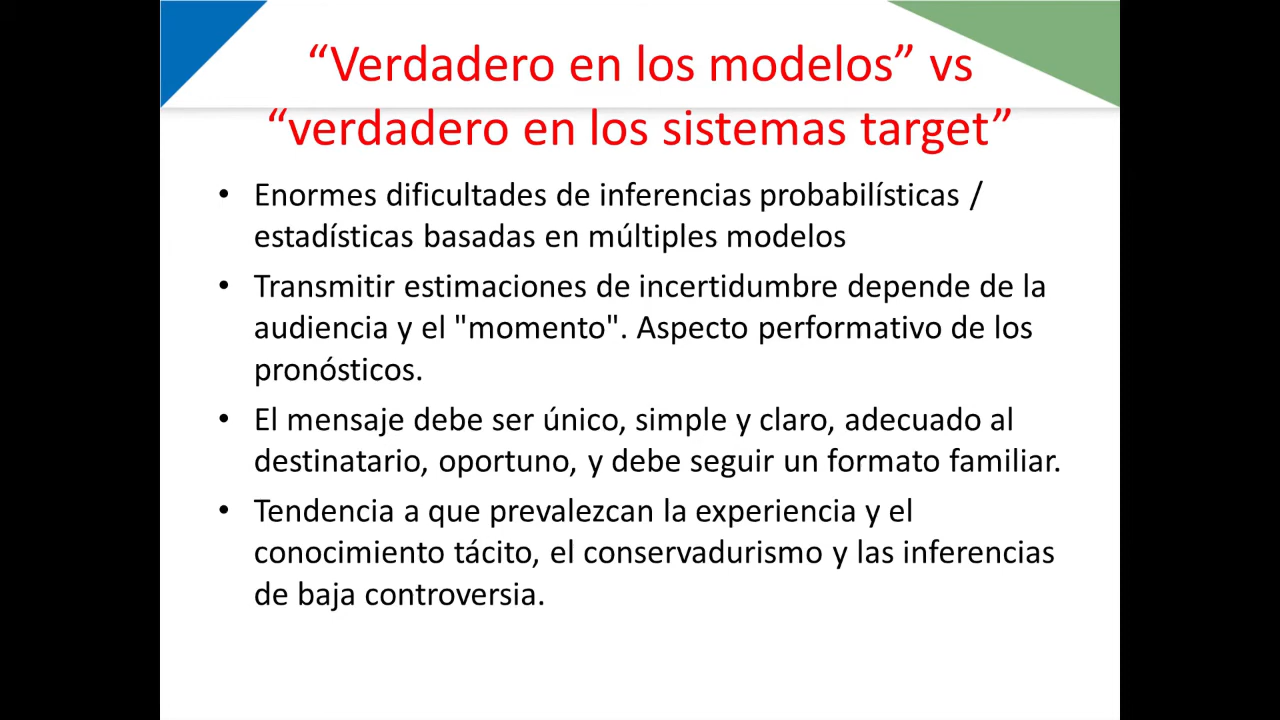 “Verdadero en los modelos” vs
“verdadero en los sistemas target”
• Enormes dificultades de inferencias probabilísticas /
estadísticas basadas en múltiples modelos
• Transmitir estimaciones de incertidumbre depende de la
audiencia y el "momento". Aspecto performativo de los
pronósticos.
• El mensaje debe ser único, simple y claro, adecuado al
destinatario, oportuno, y debe seguir un formato familiar.
• Tendencia a que prevalezcan la experiencia y el
conocimiento tácito, el conservadurismo y las inferencias
de baja controversia.